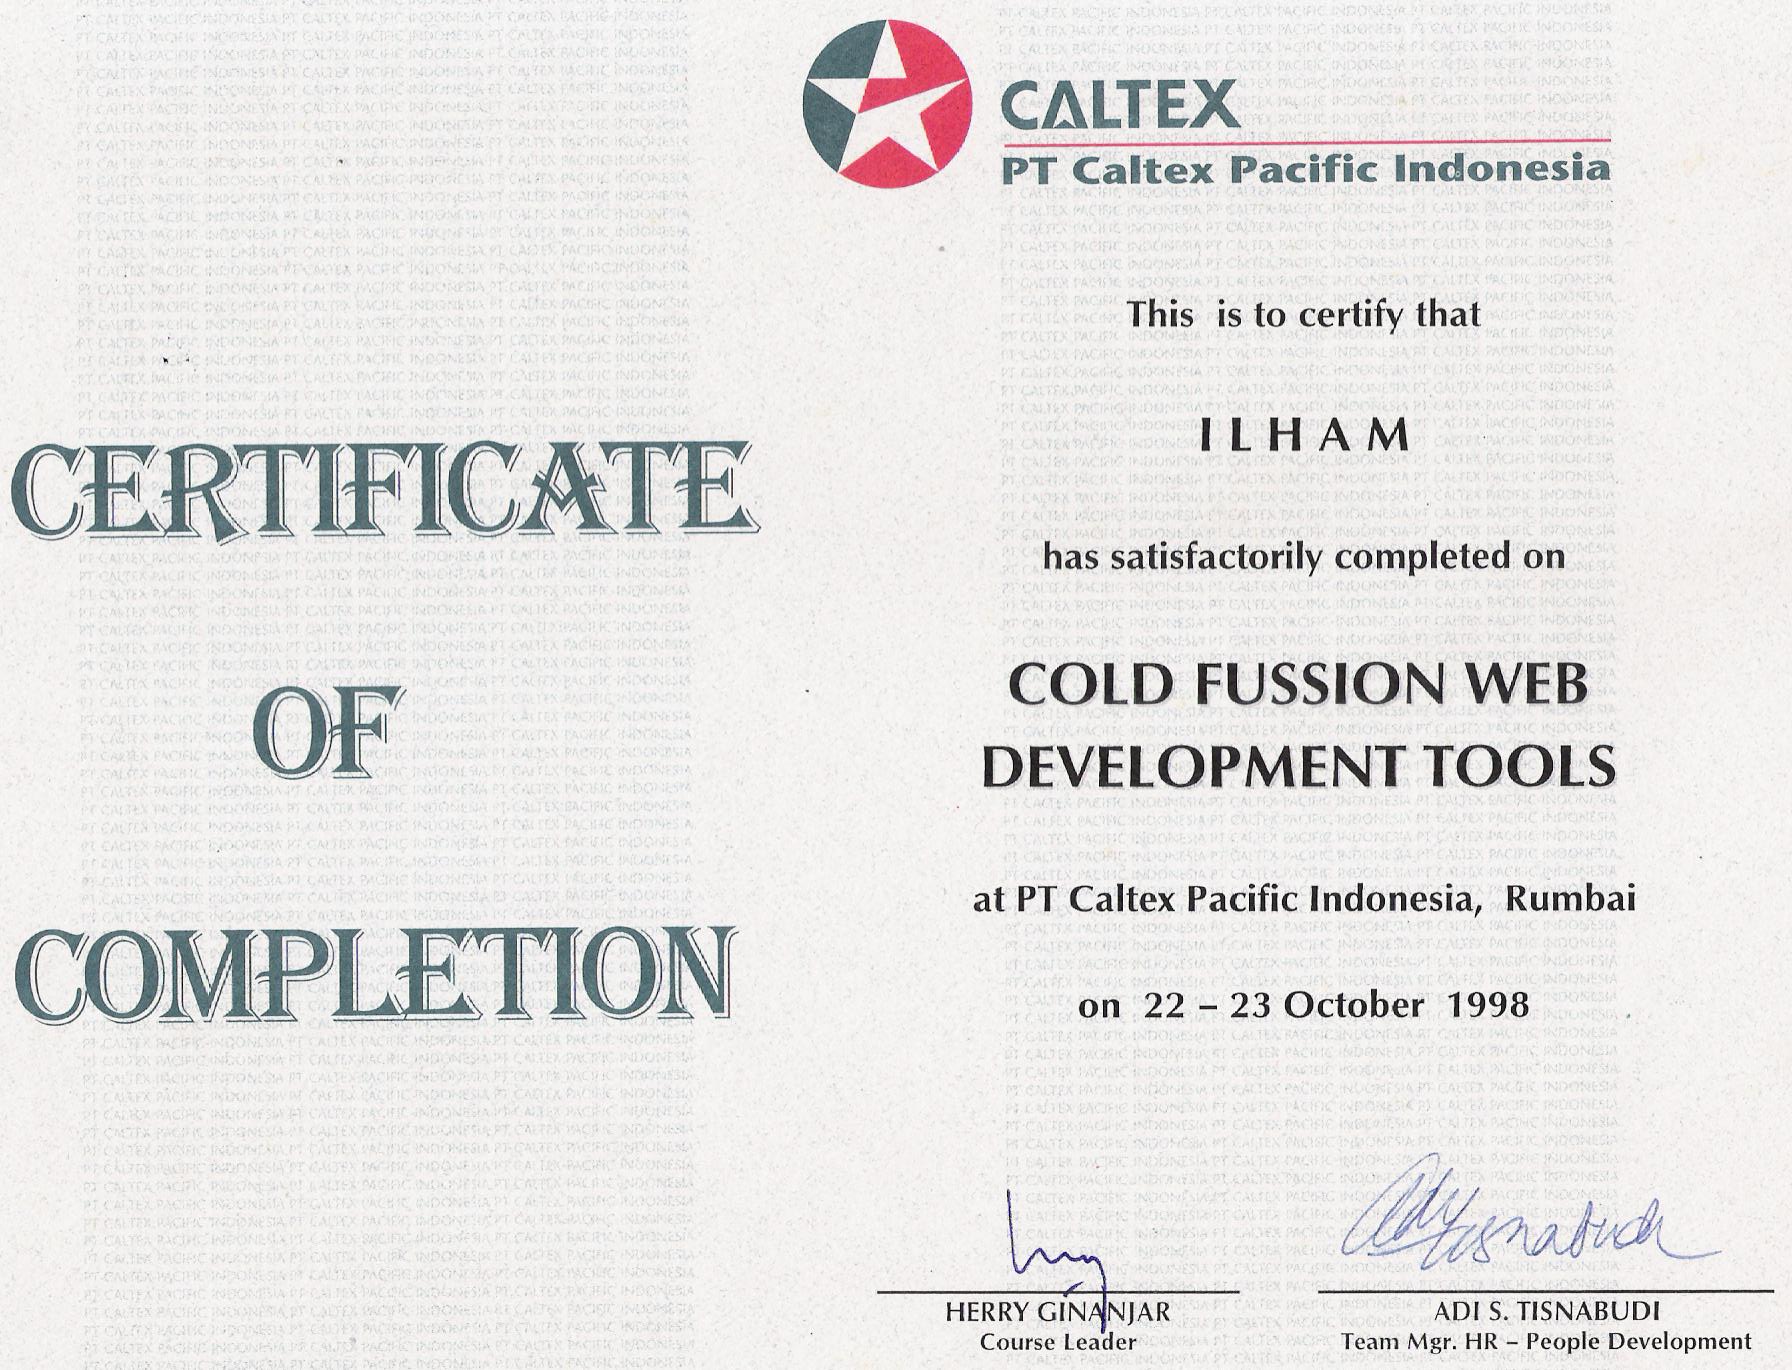 CALTEX
PT Caltex Pacific Indonesia
CERTIFICATE
OF
COMPLETION
This is to certify that
ILHAM
has satisfactorily completed on
COLD FUSSION WEB
DEVELOPMENT TOOLS
at PT Caltex Pacific Indonesia, Rumbai
on 22 – 23 October 1998
HERRY GINANJAR
Course Leader
ADI S. TISNABUDI
Team Mgr. HR – People Development